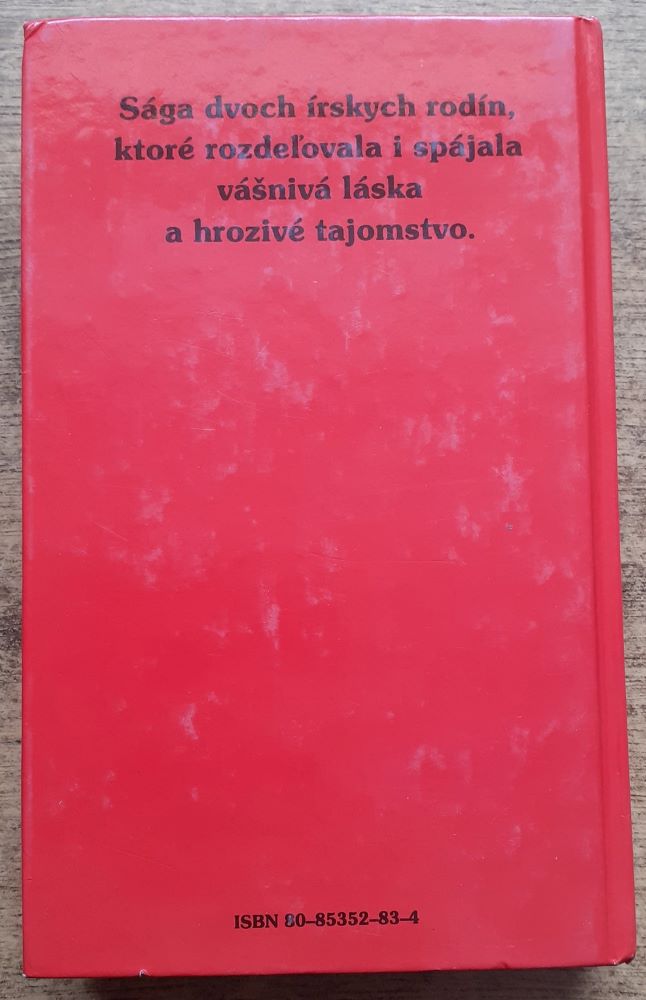 Sága dvoch írskych rodín,
ktoré rozdeľovala i spájala
vášnivá láska
a hrozivé tajomstvo.
ISBN 80–85352–83–4